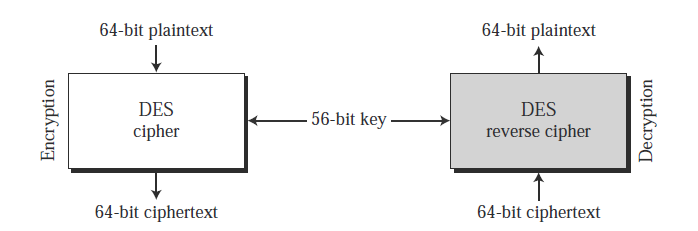 64-bit plaintext
64-bit plaintext
Encryption
DES
cipher
56-bit key
DES
reverse cipher
Decryption
64-bit ciphertext
64-bit ciphertext